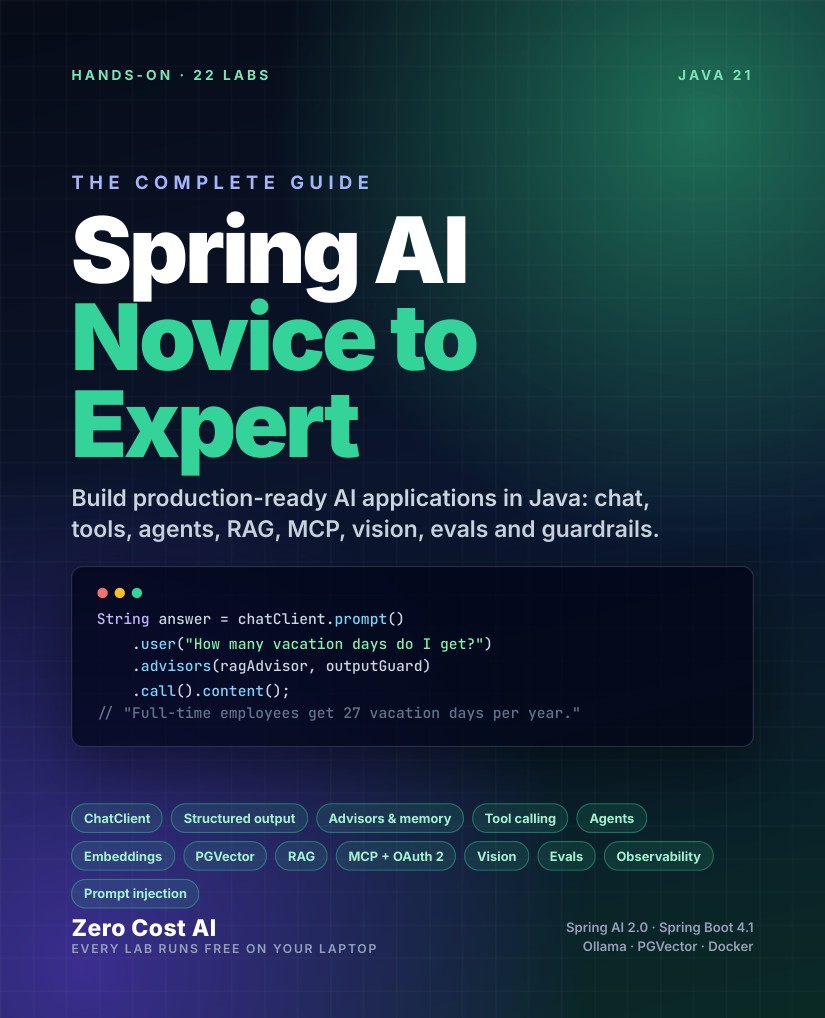 HANDS-ON · 22 LABS
JAVA 21
THE COMPLETE GUIDE
Spring AI
Novice to
Expert
Build production-ready AI applications in Java: chat,
tools, agents, RAG, MCP, vision, evals and guardrails.
String answer = chatClient.prompt()
    .user("How many vacation days do I get?")
    .advisors(ragAdvisor, outputGuard)
    .call().content();
// "Full-time employees get 27 vacation days per year."
ChatClient Structured output Advisors & memory Tool calling Agents
Embeddings PGVector RAG MCP + OAuth 2 Vision Evals Observability
Prompt injection
Zero Cost AI
EVERY LAB RUNS FREE ON YOUR LAPTOP
Spring AI 2.0 · Spring Boot 4.1
Ollama · PGVector · Docker